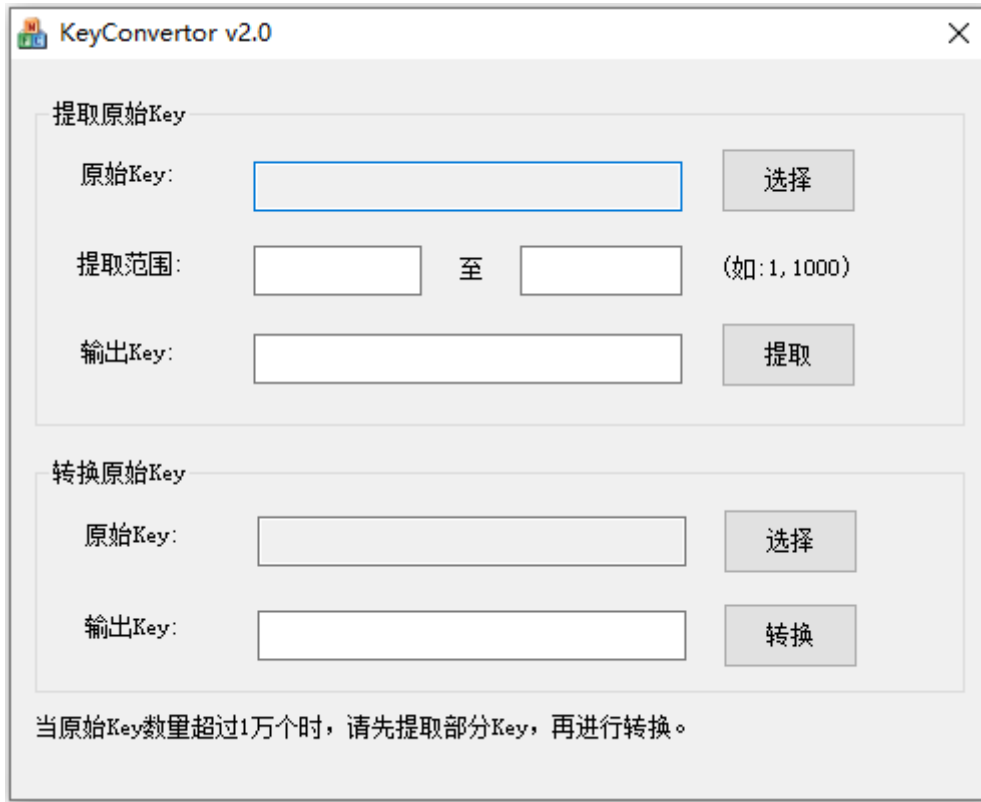 KeyConvertor v2.0
提取原始Key
原始Key: 选择
提取范围: 至 (如:1,1000)
输出Key: 提取
转换原始Key
原始Key: 选择
输出Key: 转换
当原始Key数量超过1万个时，请先提取部分Key，再进行转换。